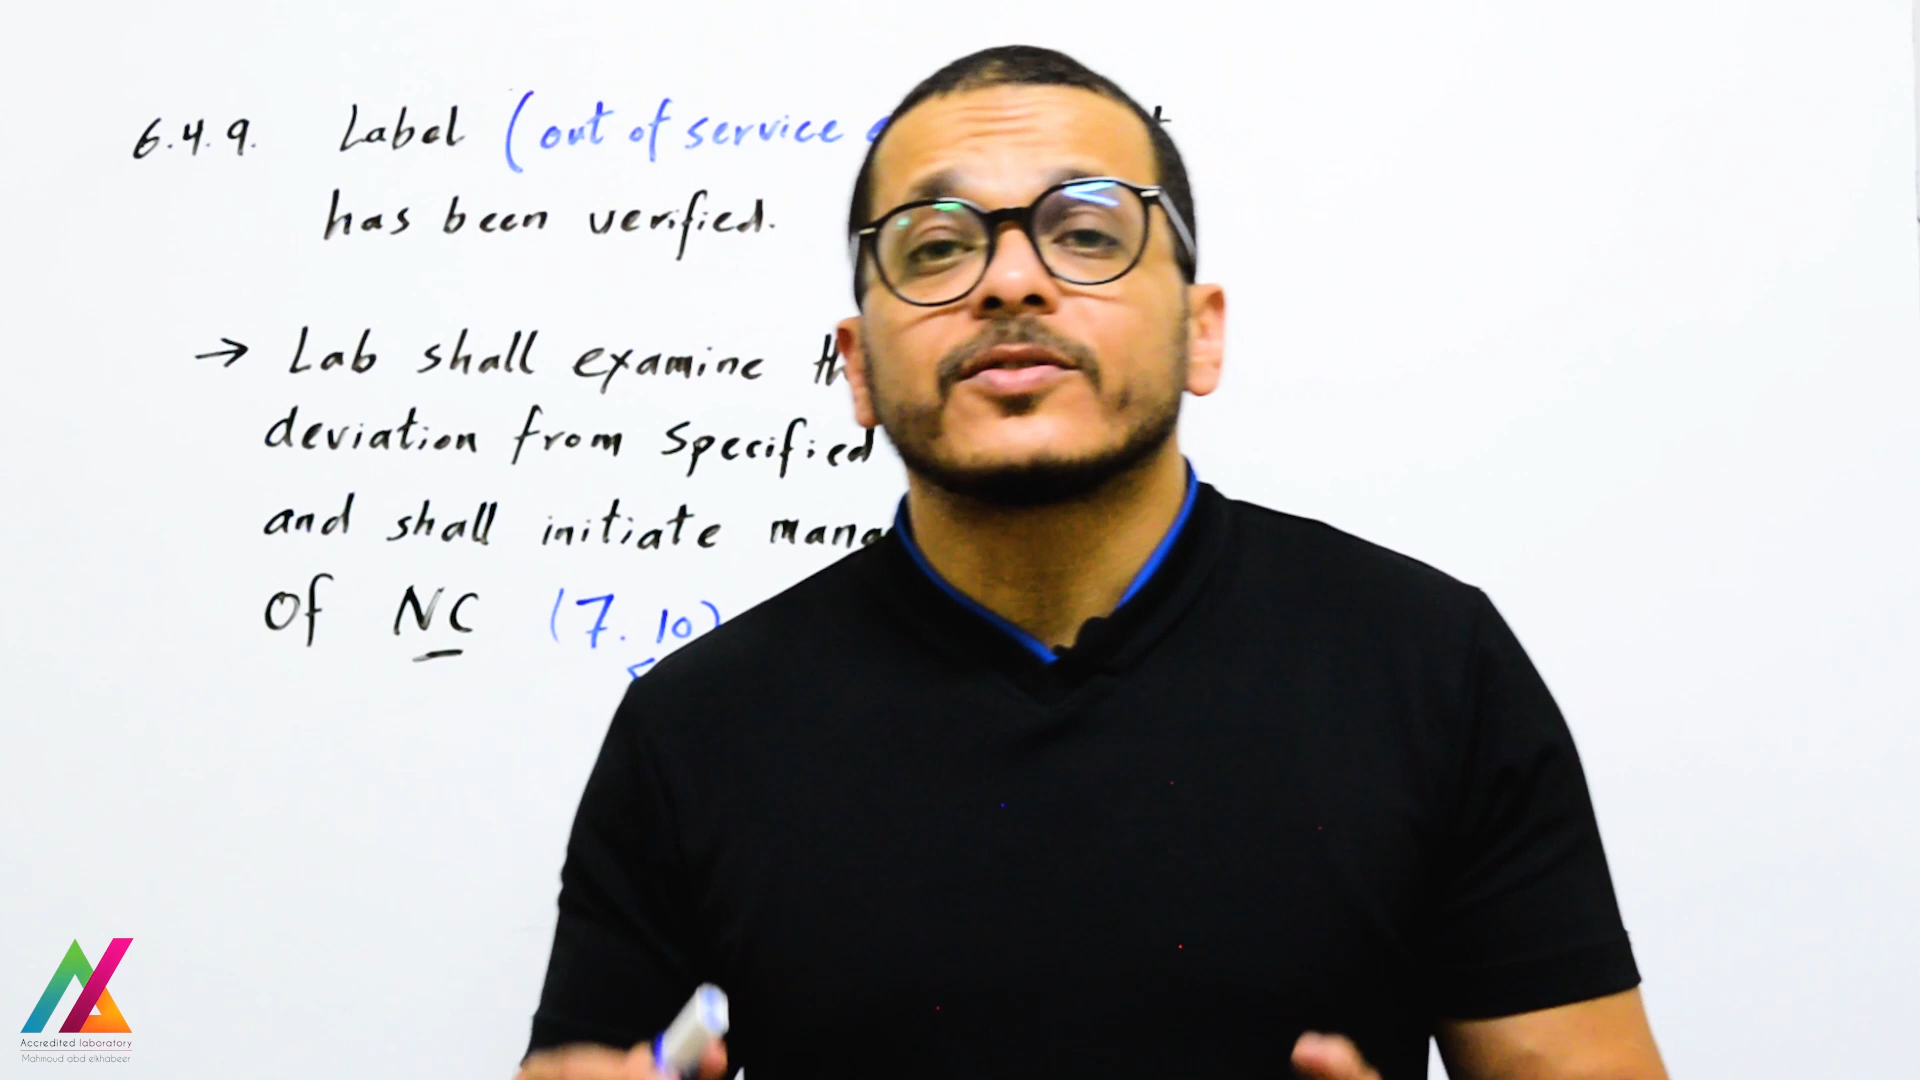 6.4.9. Label (out of service
has been verified.
→ Lab shall examine
deviation from specified
and shall initiate
of NC (7.10)
Accredited laboratory
Mahmoud abd elkhabeer